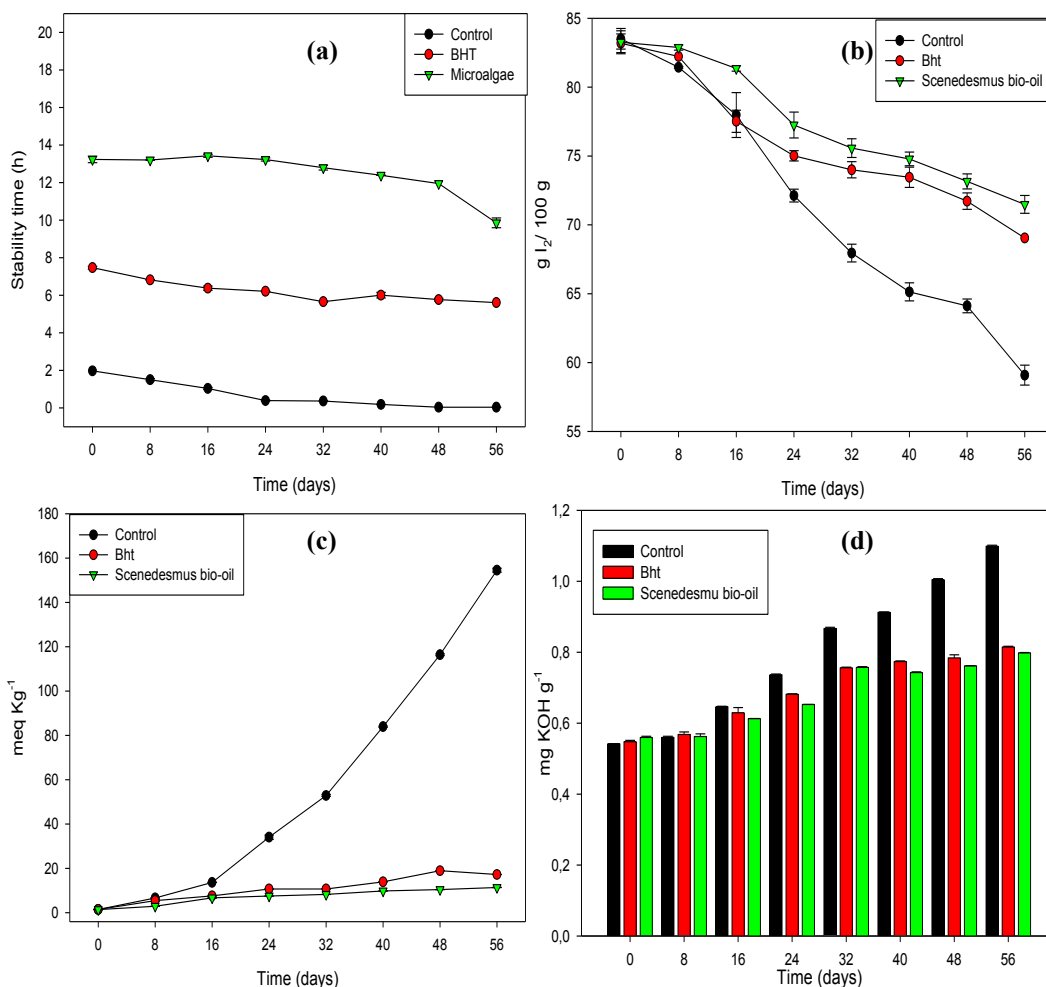 (a)
Control
BHT
Microalgae
Stability time (h)
20
18
16
14
12
10
8
6
4
2
0
0 8 16 24 32 40 48 56
Time (days)
(b)
Control
Bht
Scenedesmus bio-oil
g I₂/ 100 g
85
80
75
70
65
60
55
0 8 16 24 32 40 48 56
Time (days)
(c)
Control
Bht
Scenedesmus bio-oil
meq Kg⁻¹
180
160
140
120
100
80
60
40
20
0
0 8 16 24 32 40 48 56
Time (days)
(d)
Control
Bht
Scenedesmu bio-oil
mg KOH g⁻¹
1,2
1,0
0,8
0,6
0,4
0,2
0,0
0 8 16 24 32 40 48 56
Time (days)